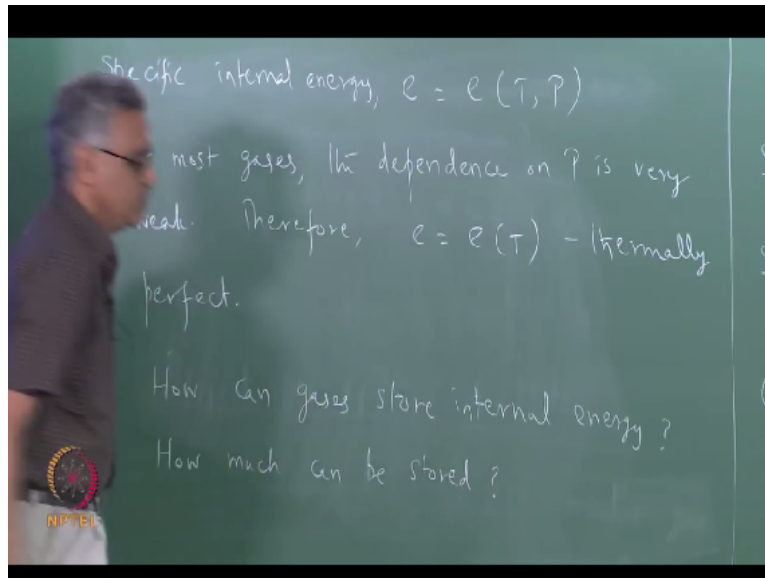 Specific internal energy, e = e (T, P)
most gases, the dependence on P is very
weak. Therefore, e = e (T) - thermally
perfect.
How can gases store internal energy?
How much can be stored?
NPTEL